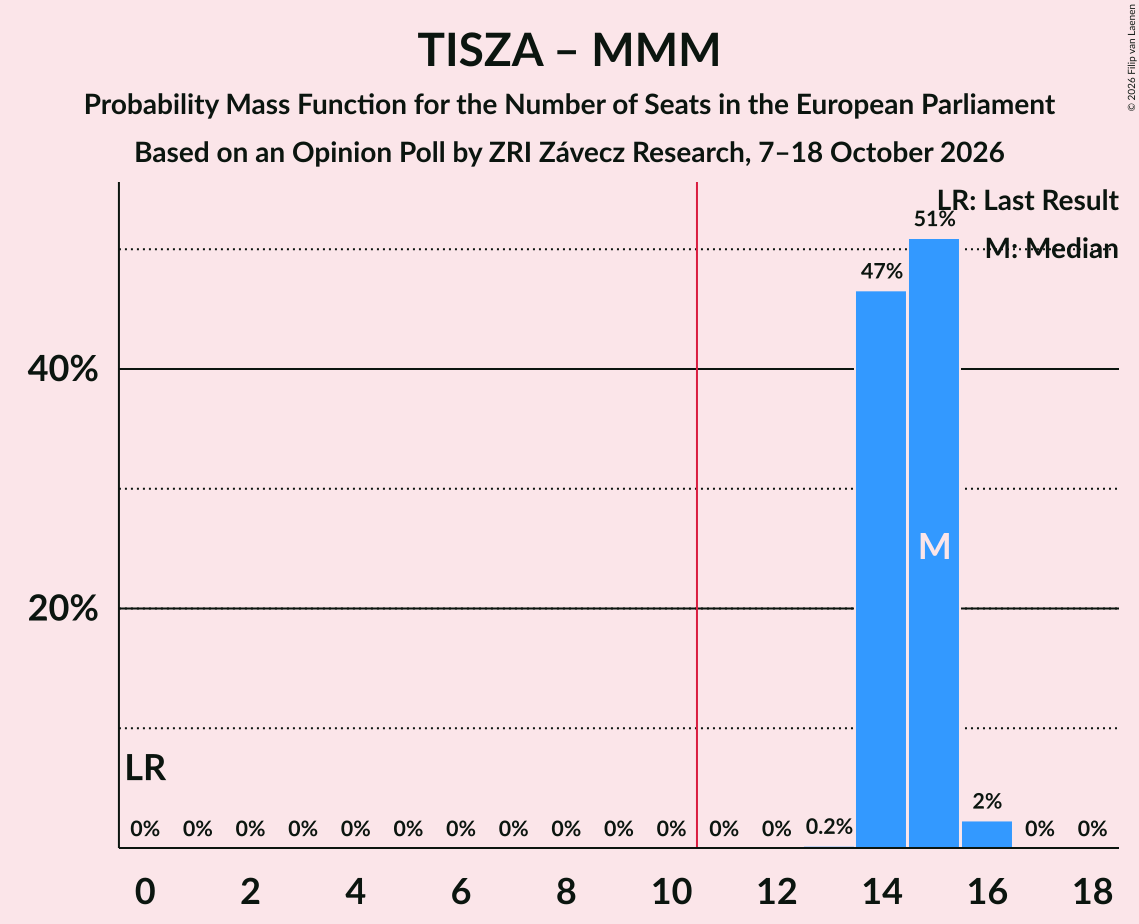 TISZA – MMM
Probability Mass Function for the Number of Seats in the European Parliament
Based on an Opinion Poll by ZRI Závecz Research, 7–18 October 2026
© 2026 Filip van Laenen
LR: Last Result
M: Median
51%
47%
40%
M
20%
LR
0% 0% 0% 0% 0% 0% 0% 0% 0% 0% 0% 0% 0% 0.2% 2% 0% 0%
0 2 4 6 8 10 12 14 16 18